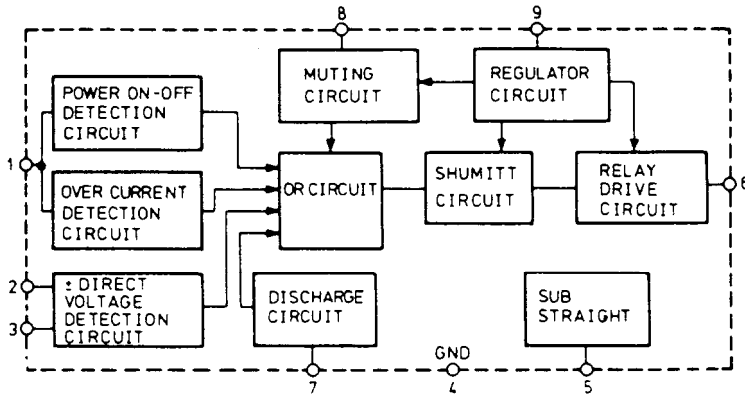 8
9
POWER ON-OFF
DETECTION
CIRCUIT
MUTING
CIRCUIT
REGULATOR
CIRCUIT
1
OVER CURRENT
DETECTION
CIRCUIT
OR CIRCUIT
SHUMITT
CIRCUIT
RELAY
DRIVE
CIRCUIT
6
2
3
± DIRECT
VOLTAGE
DETECTION
CIRCUIT
DISCHARGE
CIRCUIT
SUB
STRAIGHT
GND
7
4
5